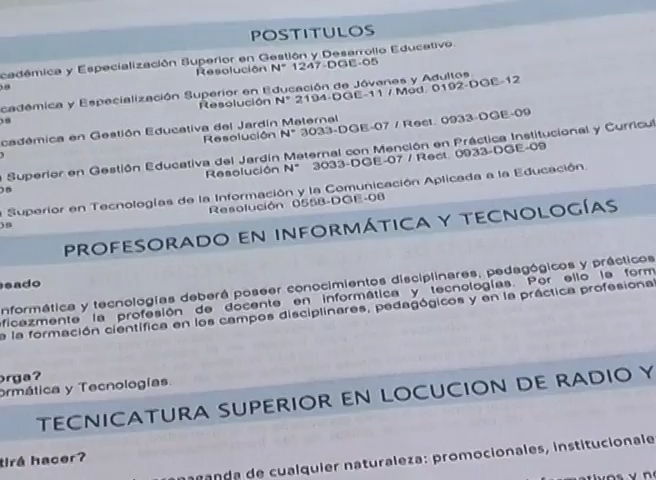 POSTITULOS
cadémica y Especialización Superior en Gestión y Desarrollo Educativo.
Resolución N° 1247-DGE-05
cadémica y Especialización Superior en Educación de Jóvenes y Adultos
Resolución N° 2194-DGE-11 / Mod. 0192-DGE-12
cadémica en Gestión Educativa del Jardín Maternal
Resolución N° 3033-DGE-07 / Rect. 0933-DGE-09
Superior en Gestión Educativa del Jardín Maternal con Mención en Práctica Institucional y Curricul
Resolución N° 3033-DGE-07 / Rect. 0933-DGE-09
Superior en Tecnologías de la Información y la Comunicación Aplicada a la Educación.
Resolución 0558-DGE-08
PROFESORADO EN INFORMÁTICA Y TECNOLOGÍAS
esado
nformática y tecnologías deberá poseer conocimientos disciplinares, pedagógicos y prácticos
eficazmente la profesión de docente en informática y tecnologías. Por ello la form
a la formación científica en los campos disciplinares, pedagógicos y en la práctica profesional
orga?
ormática y Tecnologías.
TECNICATURA SUPERIOR EN LOCUCION DE RADIO Y
tirá hacer?
paganda de cualquier naturaleza: promocionales, institucionale